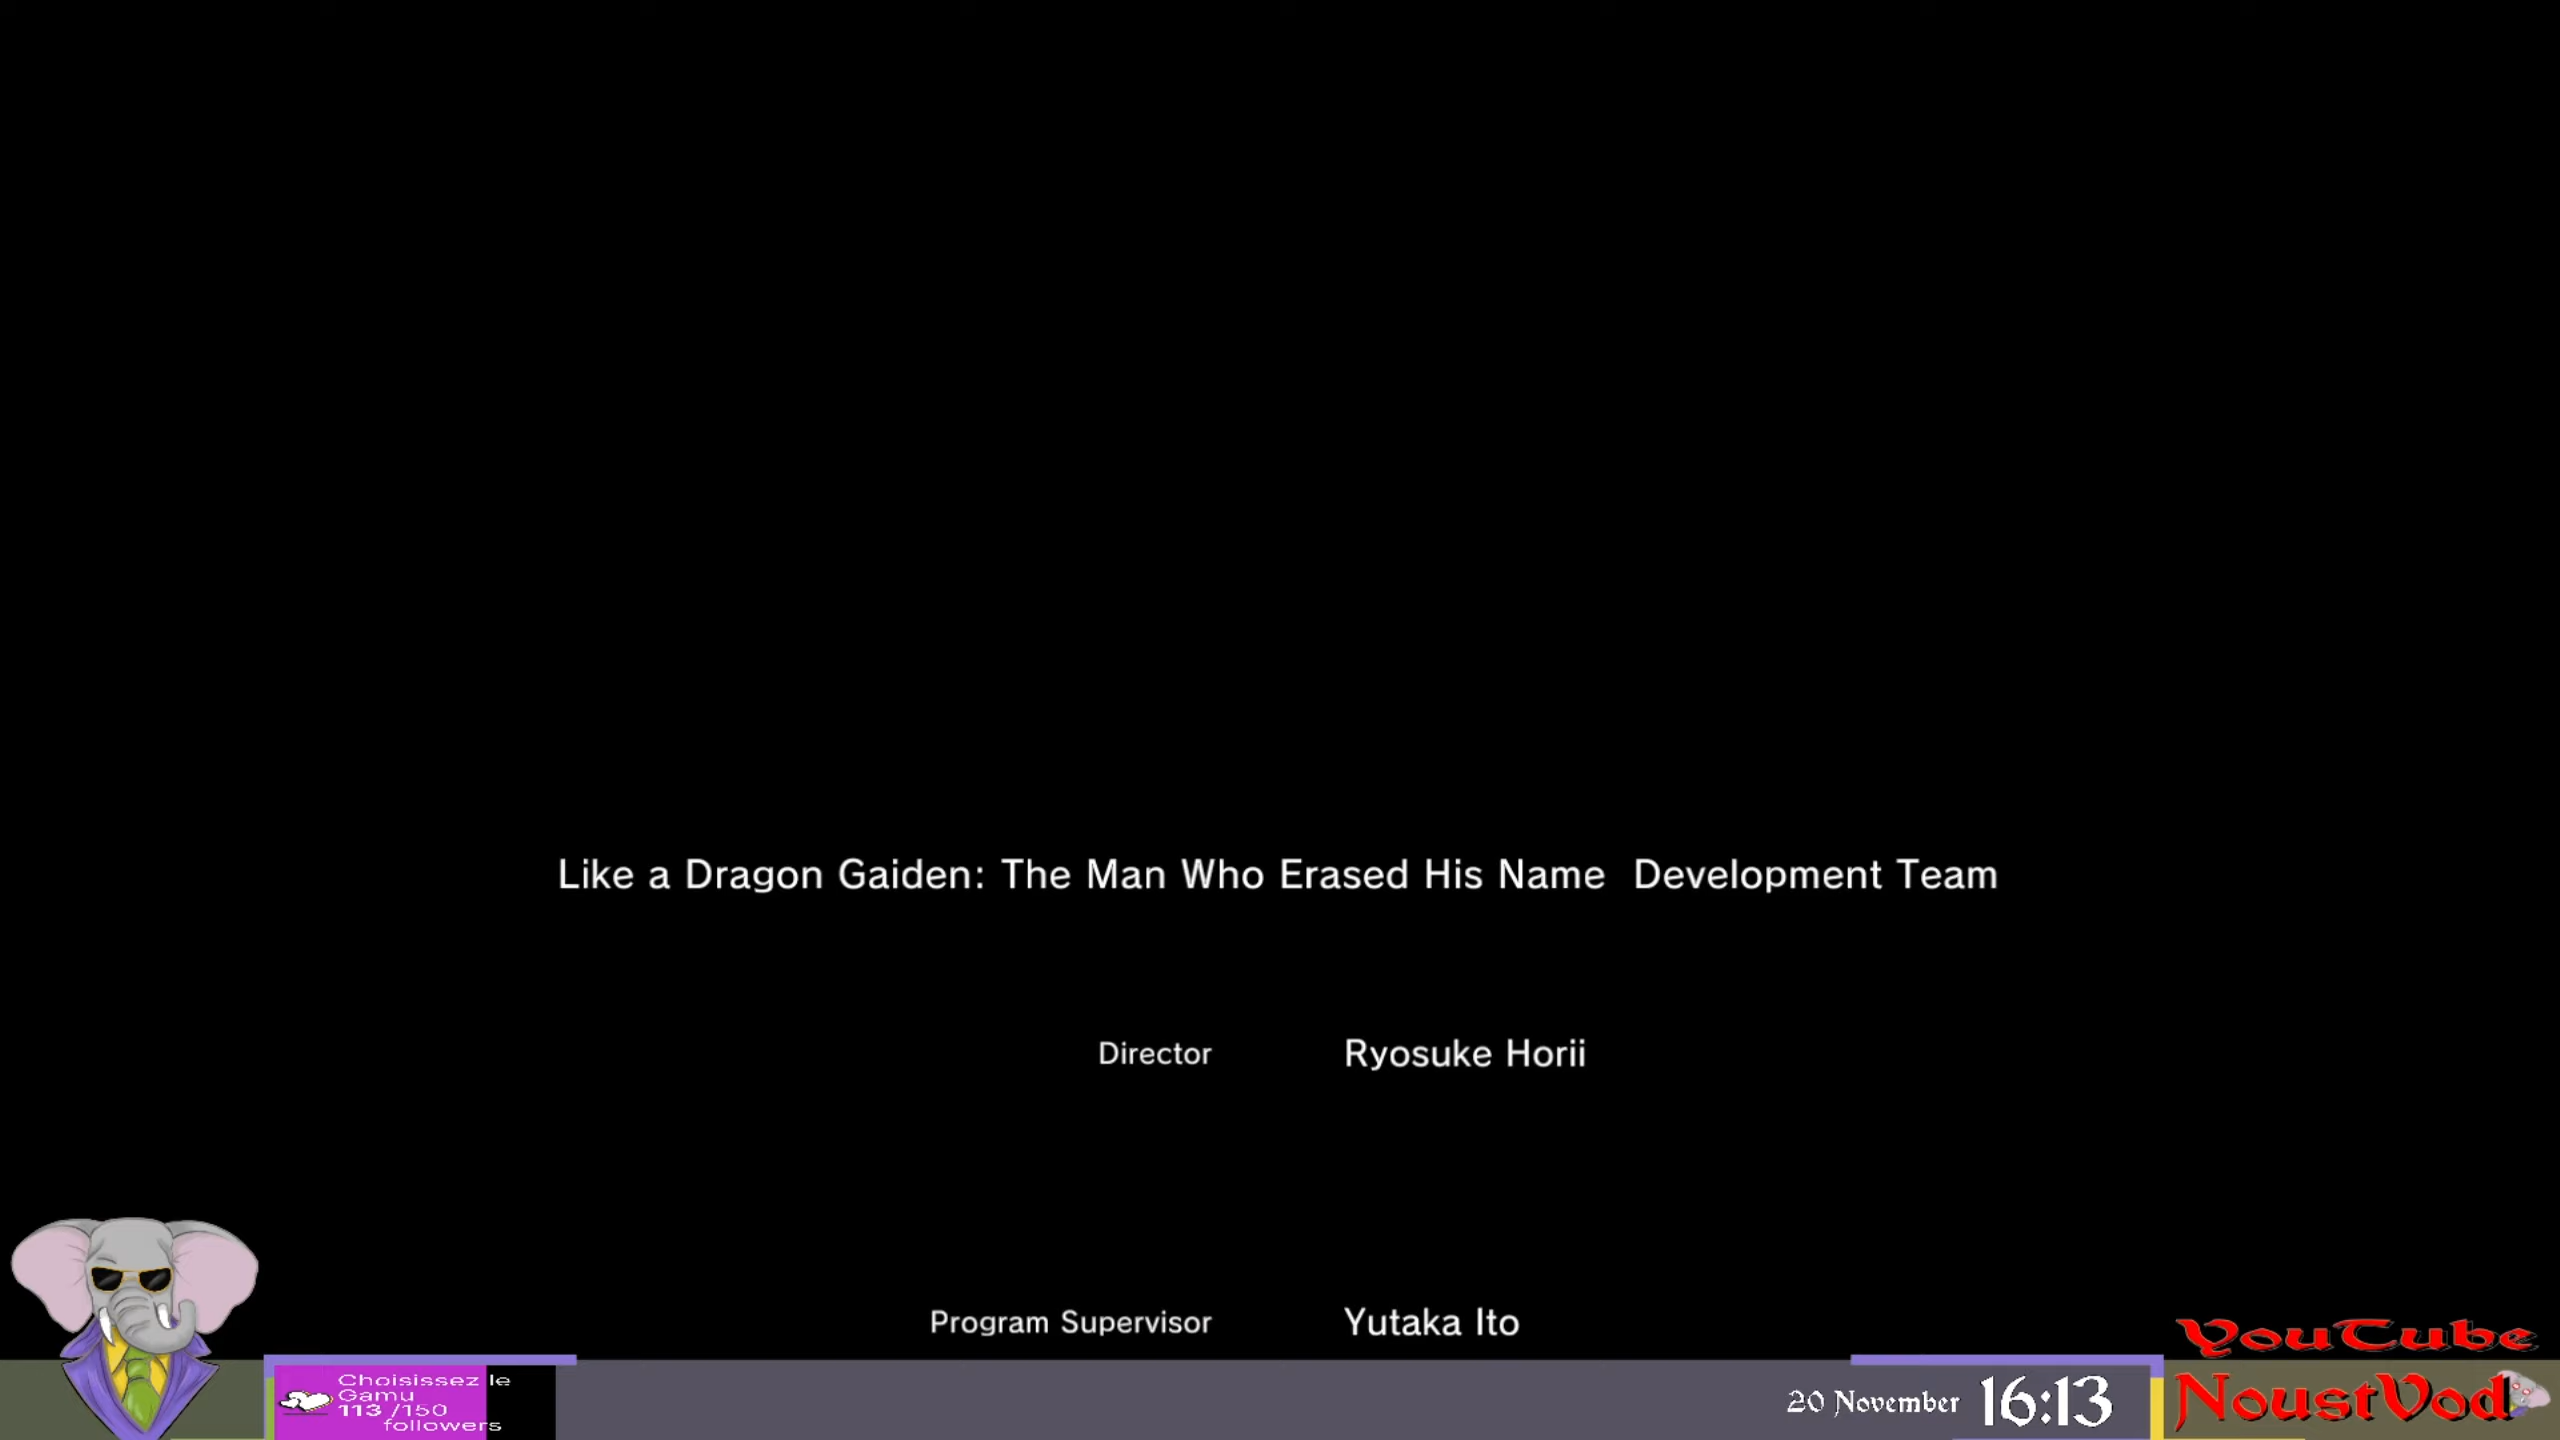 Like a Dragon Gaiden: The Man Who Erased His Name  Development Team
Director Ryosuke Horii
Program Supervisor Yutaka Ito
Choisissez le
Gamu
113 /150
followers
20 November 16:13
YouTube
NoustVod